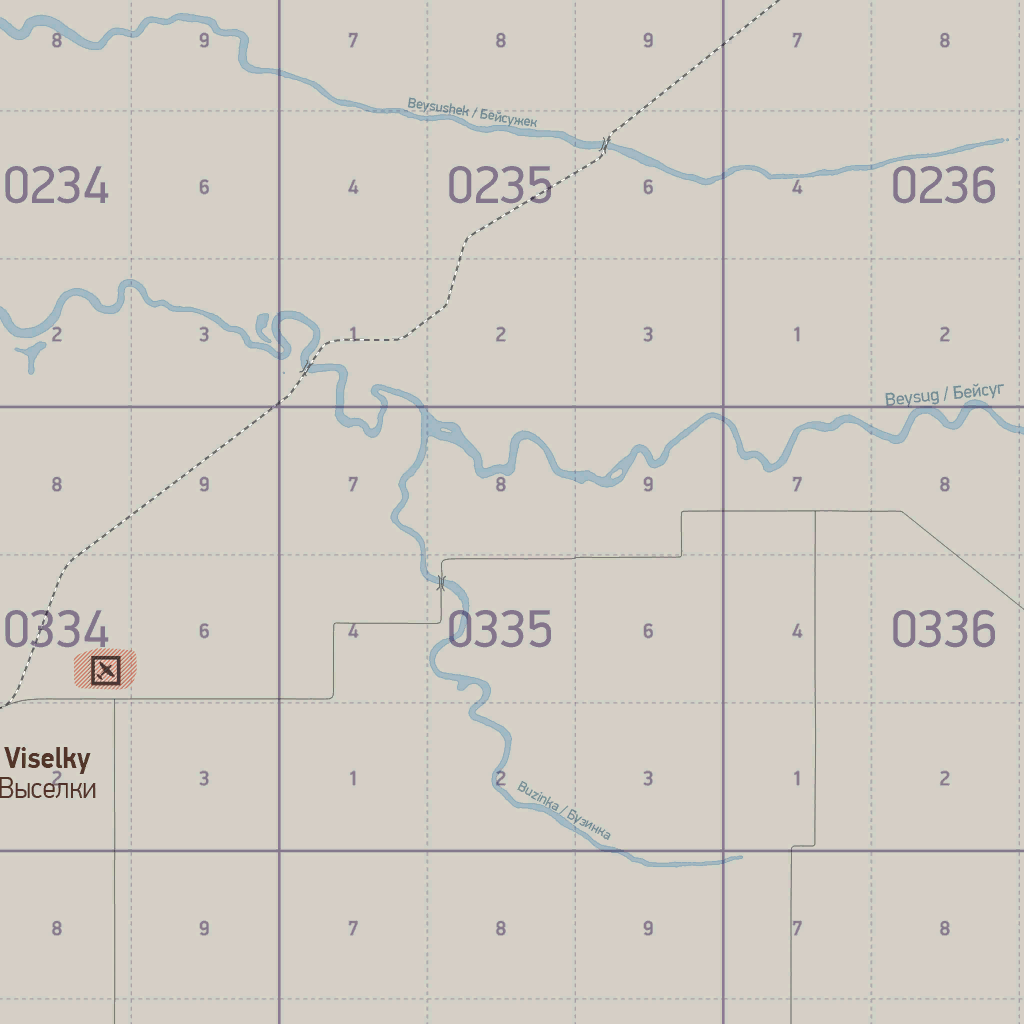 8 9 7 8 9 7 8
Beysushek / Бейсужек
0234 6 4 0235 6 4 0236
2 3 1 2 3 1 2
Beysug / Бейсуг
8 9 7 8 9 7 8
0334 6 4 0335 6 4 0336
Viselky
2 3 1 2 3 1 2
Выселки
Buzinka / Бузинка
8 9 7 8 9 7 8